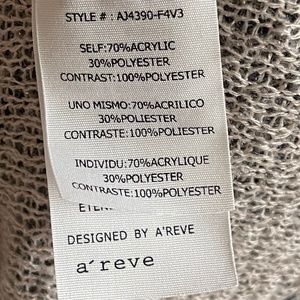 STYLE # : AJ4390-F4V3
SELF:70%ACRYLIC
30%POLYESTER
CONTRAST:100%POLYESTER
UNO MISMO:70%ACRILICO
30%POLIESTER
CONTRASTE:100%POLIESTER
INDIVIDU:70%ACRYLIQUE
30%POLYESTER
CONTRASTE:100%POLYESTER
DESIGNED BY A'REVE
a´reve